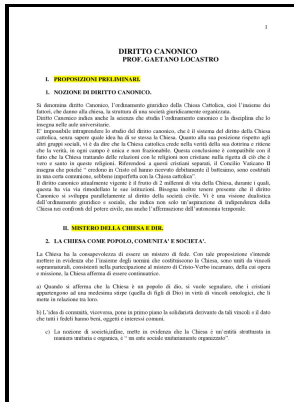 1
DIRITTO CANONICO
PROF. GAETANO LOCASTRO
I. PROPOSIZIONI PRELIMINARI.
1. NOZIONE DI DIRITTO CANONICO.
Si denomina diritto Canonico, l'ordinamento giuridico della Chiesa Cattolica, cioè l'insieme dei
fattori, che danno alla chiesa, la struttura di una società giuridicamente organizzata.
Diritto Canonico indica anche la scienza che studia l'ordinamento canonico e la disciplina che lo
insegna nelle aule universitarie.
E' impossibile intraprendere lo studio del diritto canonico, che è il sistema del diritto della Chiesa
cattolica, senza sapere quale idea ha di se stessa la Chiesa. Quanto alla sua posizione rispetto agli
altri gruppi sociali, vi è da dire che la Chiesa cattolica crede nella verità della sua dottrina e ritiene
che la verità, in ogni campo è unica e non frazionabile. Questa concezione è compatibile con il
fatto che la Chiesa trattando delle relazioni con le religioni non cristiane nulla rigetta di ciò che è
vero e santo in queste religioni. Riferendosi a questi cristiani separati, il Concilio Vaticano II
insegna che poiché " credono in Cristo ed hanno ricevuto debitamente il battesimo, sono costituiti
in una certa comunione, sebbene imperfetta con la Chiesa cattolica".
Il diritto canonico attualmente vigente è il frutto di 2 millenni di vita della Chiesa, durante i quali,
questa ha via via rimodellato le sue istituzioni. Bisogna inoltre tenere presente che il diritto
Canonico si sviluppa parallelamente al diritto della società civile. Vi è una visione dualistica
dell'ordinamento giuridico e sociale, che indica non solo un'aspirazione di indipendenza della
Chiesa nei confronti del potere civile, ma anche l'affermazione dell'autonomia temporale.
II. MISTERO DELLA CHIESA E DIR.
2. LA CHIESA COME POPOLO, COMUNITA' E SOCIETA'.
La Chiesa ha la consapevolezza di essere un mistero di fede. Con tale proposizione s'intende
mettere in evidenza che l'insieme degli uomini che costituiscono la Chiesa, sono uniti da vincoli
soprannaturali, consistenti nella partecipazione al mistero di Cristo-Verbo incarnato, della cui opera
e missione, la Chiesa afferma di essere continuatrice.
a) Quando si afferma che la Chiesa è un popolo di dio, si vuole segnalare, che i cristiani
appartengono ad una medesima stirpe (quella di figli di Dio) in virtù di vincoli ontologici, che li
mette in relazione tra loro.
b) L'idea di comunità, viceversa, pone in primo piano la solidarietà derivante da tali vincoli e il dato
che tutti i fedeli hanno beni, oggetti e interessi comuni.
c) La nozione di società,infine, mette in evidenza che la Chiesa è un'entità strutturata in
maniera unitaria e organica, è " un ente sociale unitariamente organizzato".